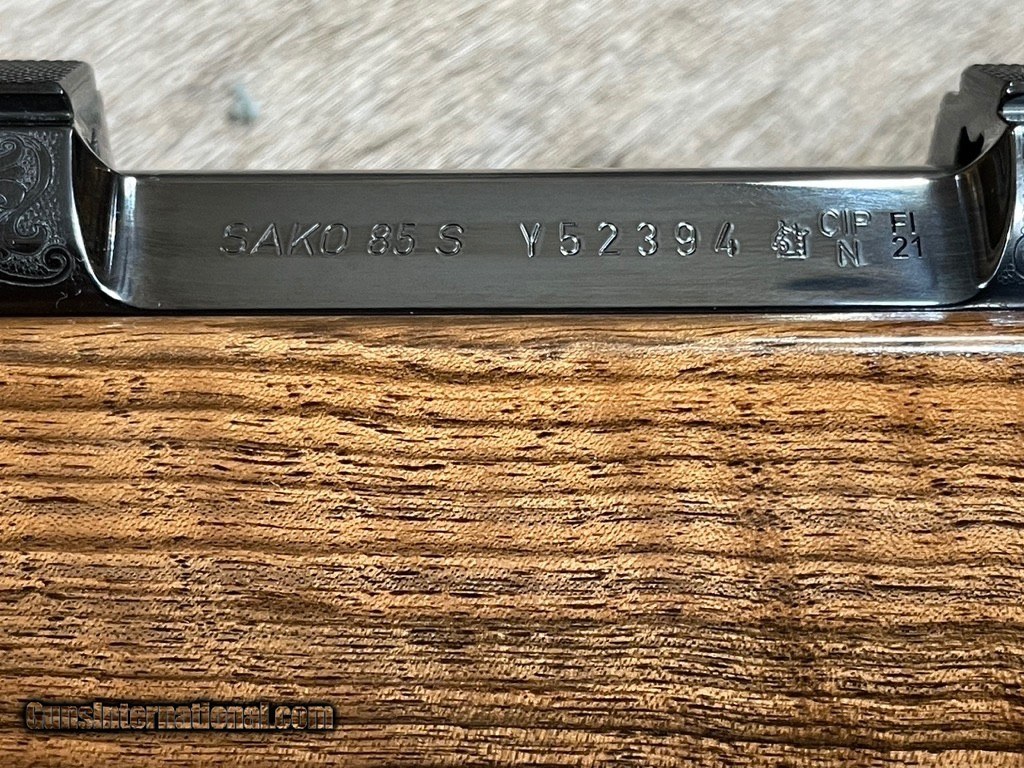 SAKO 85 S Y52394 CIP FI
N 21
GunsInternational.com